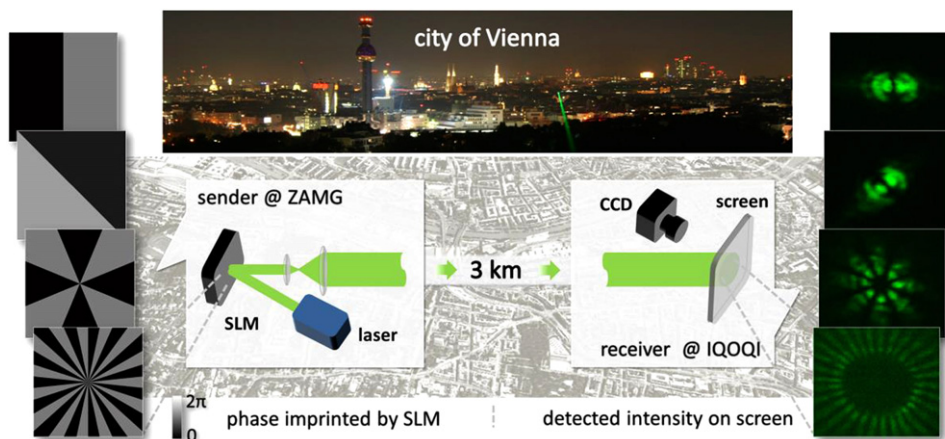 city of Vienna
sender @ ZAMG
SLM
laser
3 km
CCD
screen
receiver @ IQOQI
2π
0
phase imprinted by SLM
detected intensity on screen